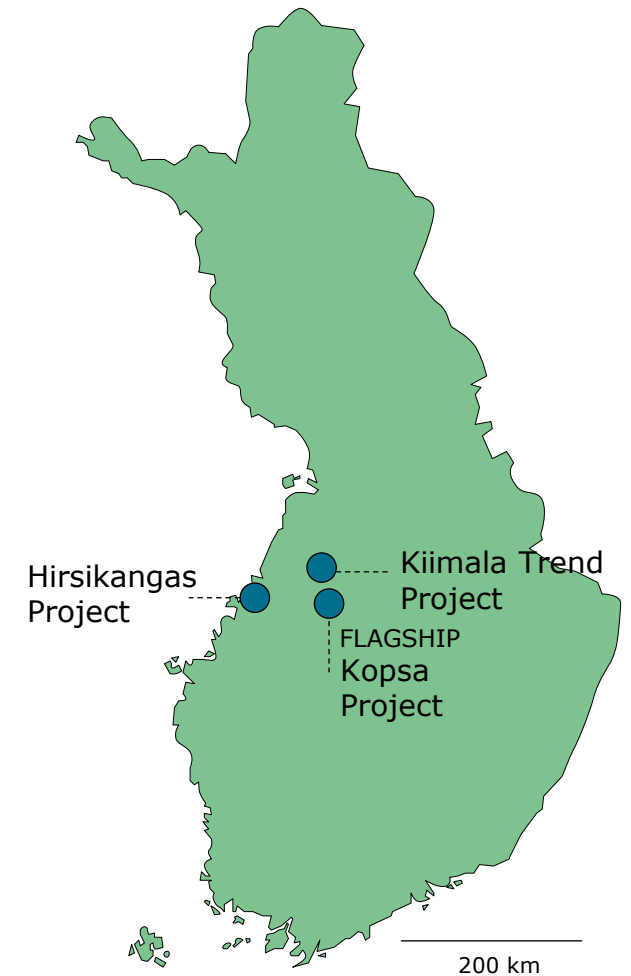 Hirsikangas
Project
Kiimala Trend
Project
FLAGSHIP
Kopsa
Project
200 km